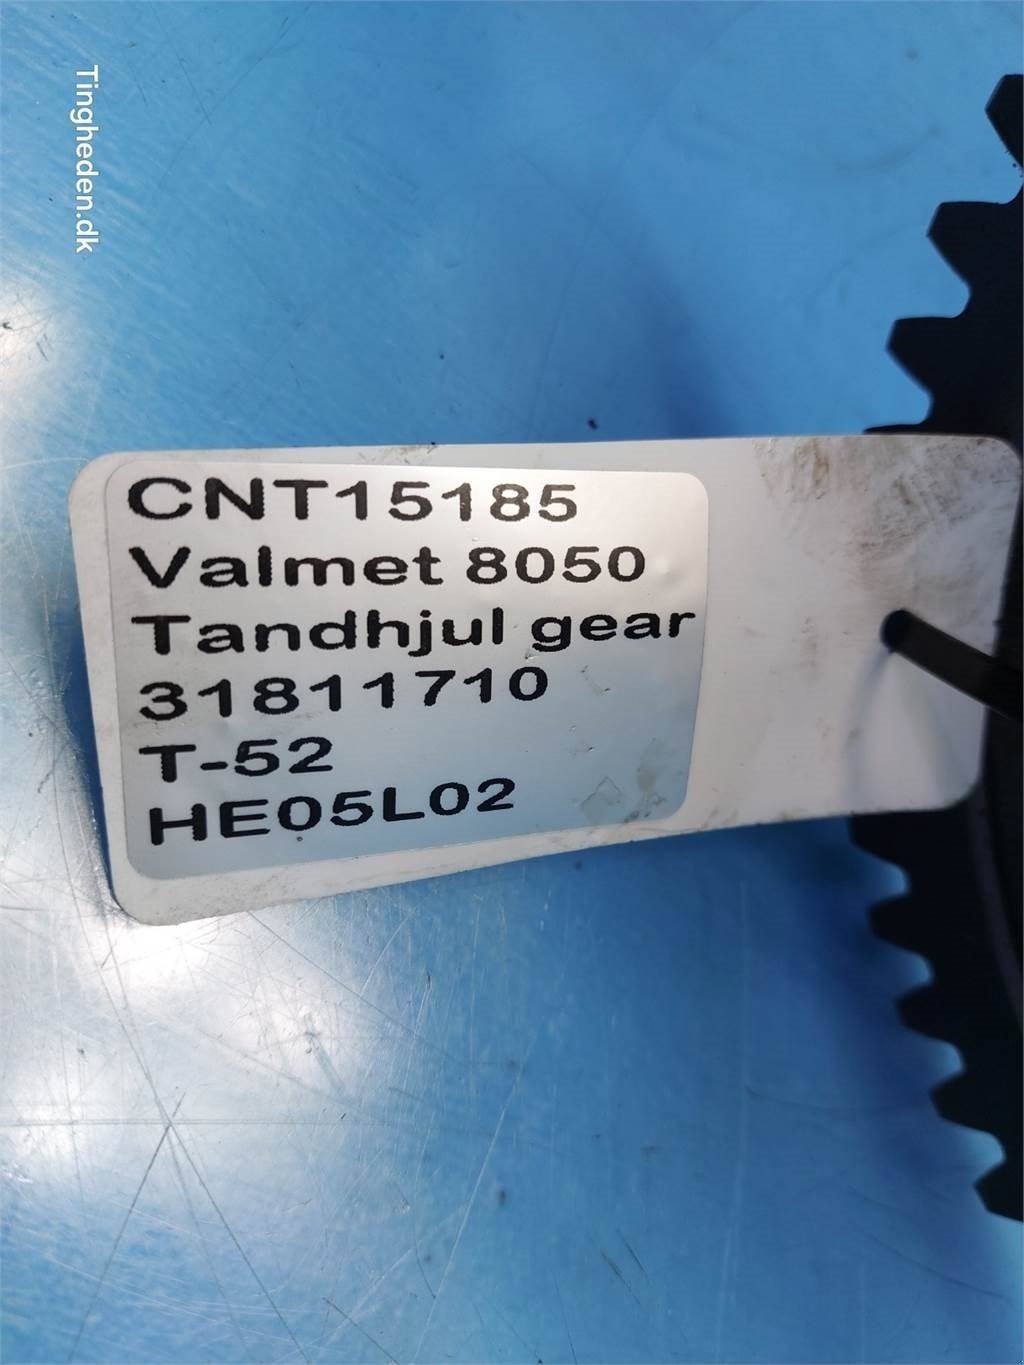 Tingheden.dk
CNT15185
Valmet 8050
Tandhjul gear
31811710
T-52
HE05L02